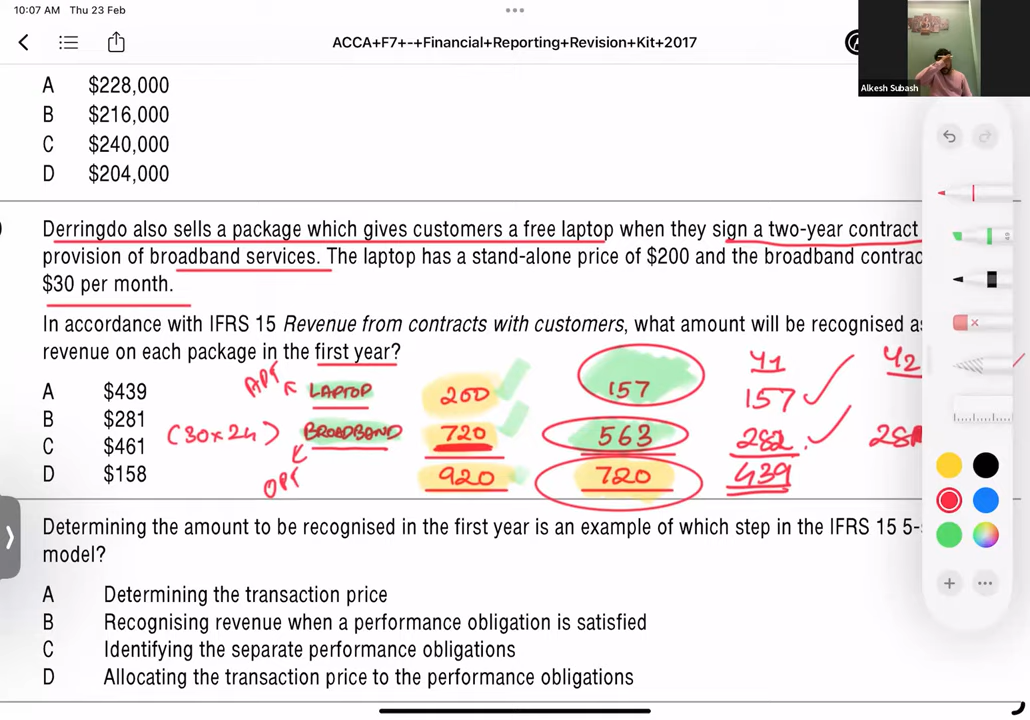 10:07 AM Thu 23 Feb
ACCA+F7+-+Financial+Reporting+Revision+Kit+2017
Alkesh Subash
A $228,000
B $216,000
C $240,000
D $204,000
Derringdo also sells a package which gives customers a free laptop when they sign a two-year contract
provision of broadband services. The laptop has a stand-alone price of $200 and the broadband contrac
$30 per month.
In accordance with IFRS 15 Revenue from contracts with customers, what amount will be recognised as
revenue on each package in the first year?
Y1 Y2
A $439 APT LAPTOP 200 157 157
B $281 (30x24) BROADBAND 720 563 282
C $461
D $158 OPT 920 720 439
Determining the amount to be recognised in the first year is an example of which step in the IFRS 15 5-
model?
A Determining the transaction price
B Recognising revenue when a performance obligation is satisfied
C Identifying the separate performance obligations
D Allocating the transaction price to the performance obligations